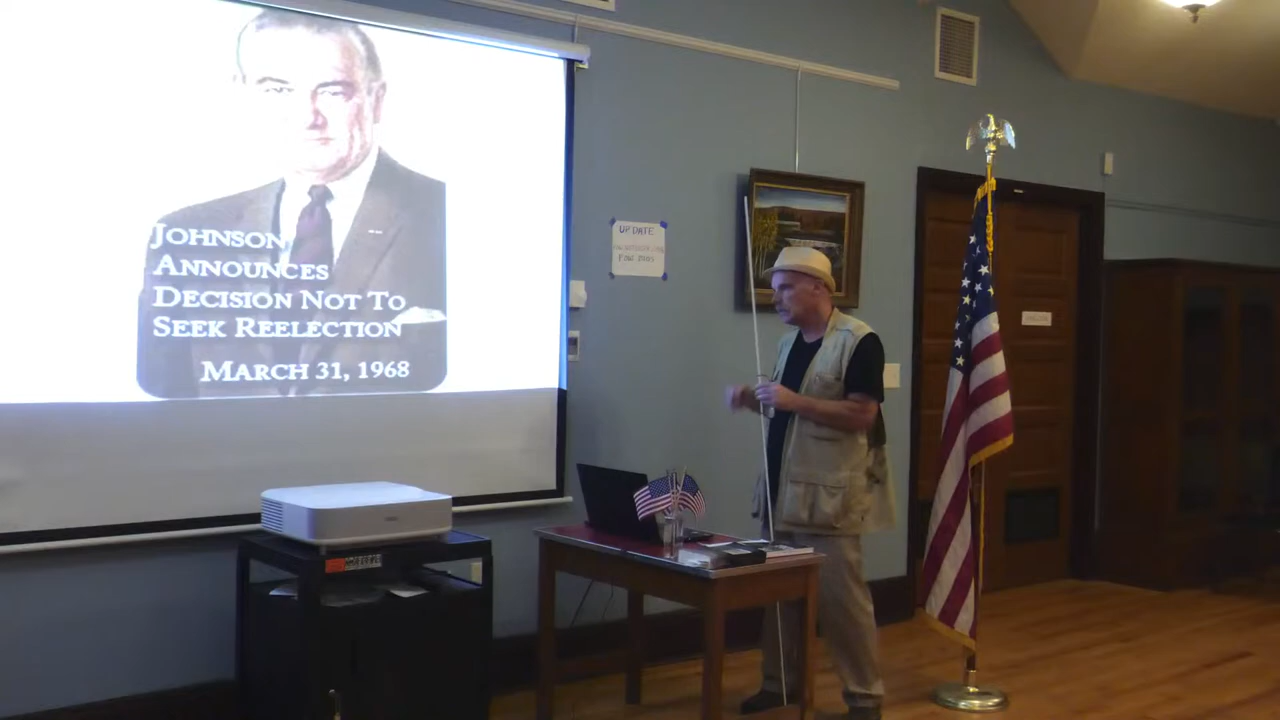 JOHNSON
ANNOUNCES
DECISION NOT TO
SEEK REELECTION
MARCH 31, 1968
UPDATE